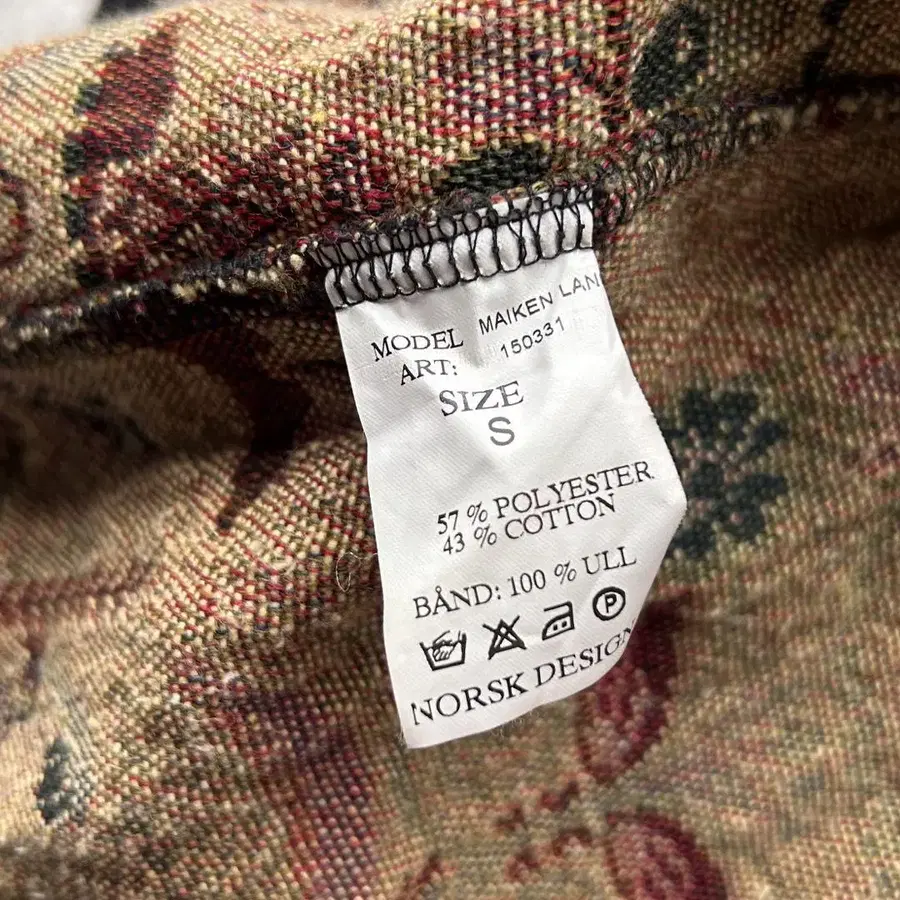 MODEL MAIKEN LAN
ART: 150331
SIZE
S
57 % POLYESTER
43 % COTTON
BÅND: 100 % ULL
P
NORSK DESIGN